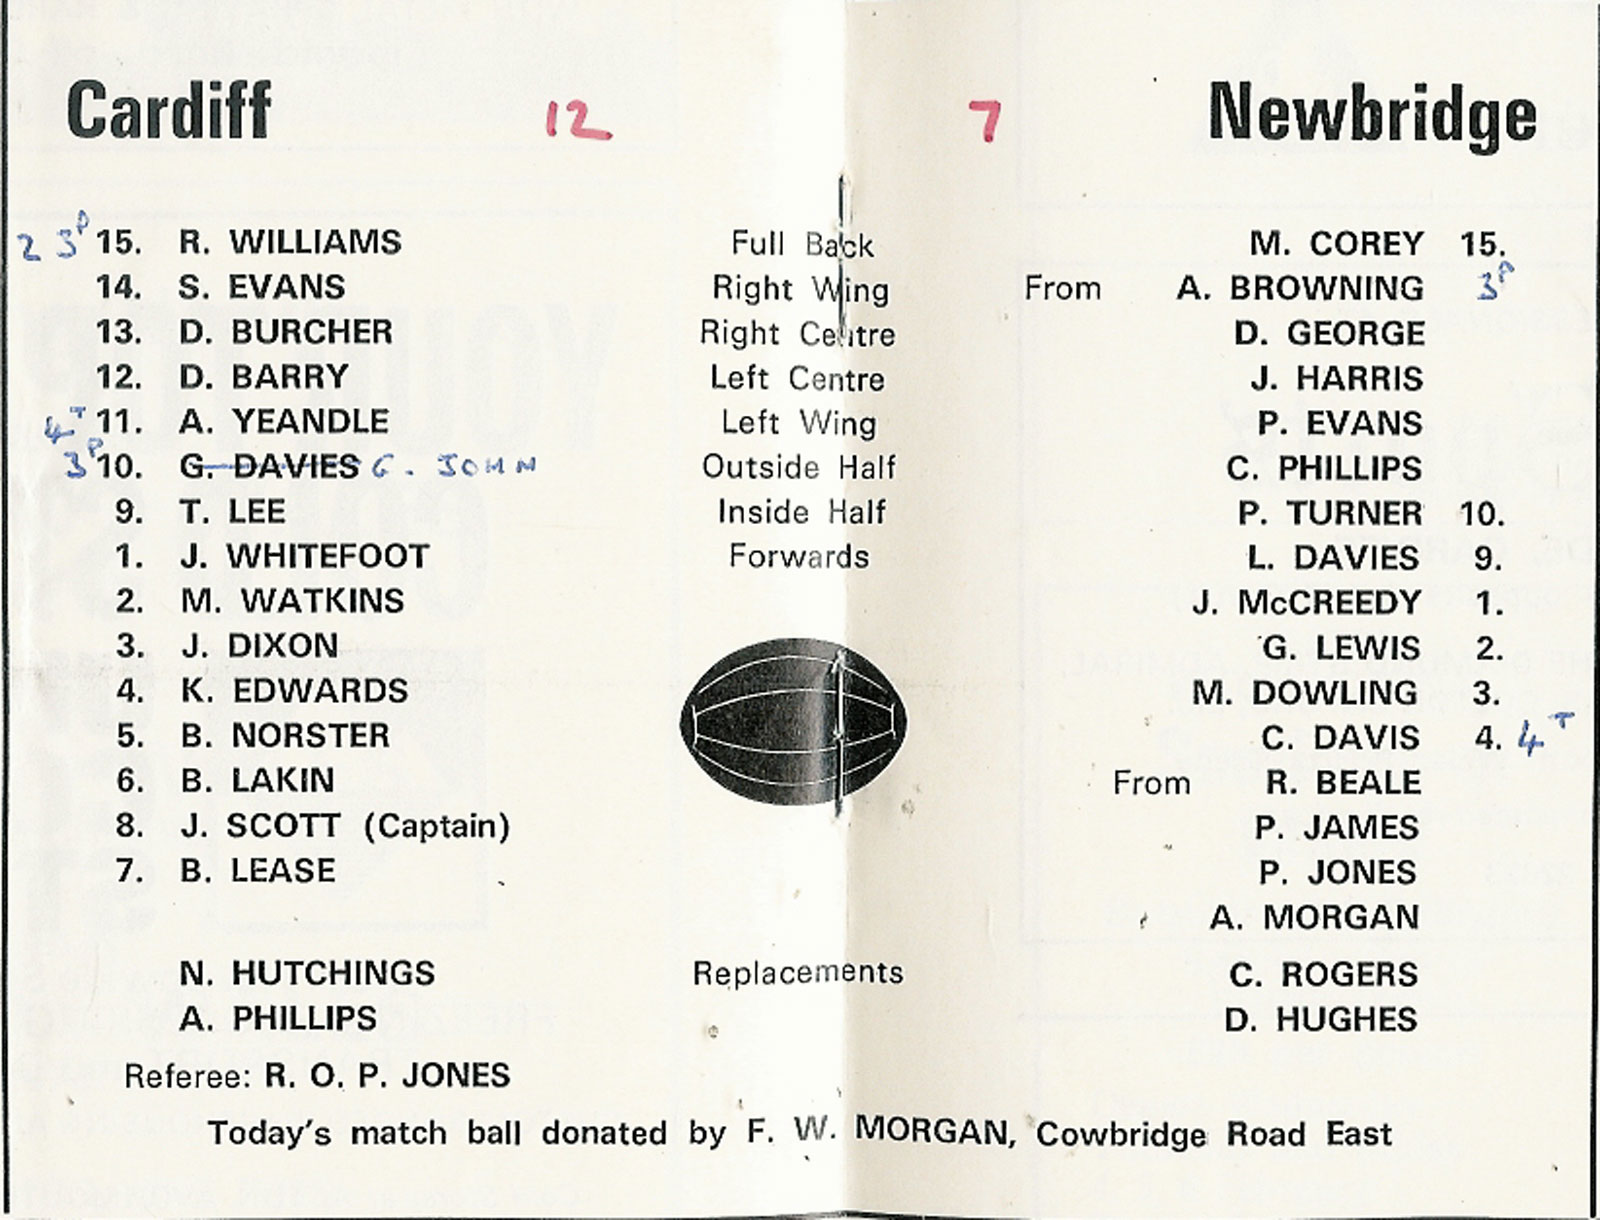 Cardiff 12 7 Newbridge
2 3P 15. R. WILLIAMS Full Back M. COREY 15.
14. S. EVANS Right Wing From A. BROWNING 3P
13. D. BURCHER Right Centre D. GEORGE
12. D. BARRY Left Centre J. HARRIS
4T 11. A. YEANDLE Left Wing P. EVANS
3P 10. G. DAVIES G. JOHN Outside Half C. PHILLIPS
9. T. LEE Inside Half P. TURNER 10.
1. J. WHITEFOOT Forwards L. DAVIES 9.
2. M. WATKINS J. McCREEDY 1.
3. J. DIXON G. LEWIS 2.
4. K. EDWARDS M. DOWLING 3.
5. B. NORSTER C. DAVIS 4. 4T
6. B. LAKIN From R. BEALE
8. J. SCOTT (Captain) P. JAMES
7. B. LEASE P. JONES
A. MORGAN
N. HUTCHINGS Replacements C. ROGERS
A. PHILLIPS D. HUGHES
Referee: R. O. P. JONES
Today's match ball donated by F. W. MORGAN, Cowbridge Road East